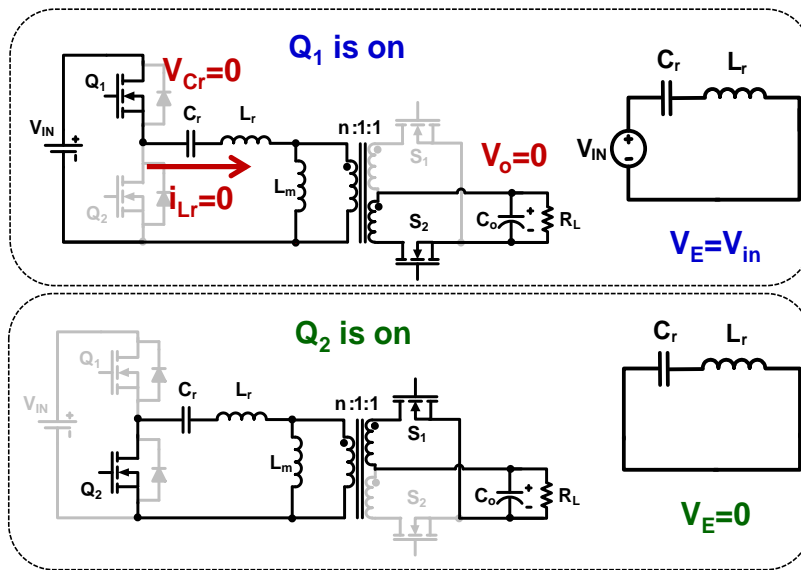 Q1 is on
VCr=0
Q1
Cr
Lr
VIN
+
-
n:1:1
S1
Vo=0
Lm
iLr=0
Q2
S2
Co
+
-
RL
Cr
Lr
VIN
+
-
VE=Vin
Q2 is on
Q1
Cr
Lr
VIN
+
-
n:1:1
S1
Lm
Q2
S2
Co
+
-
RL
Cr
Lr
VE=0